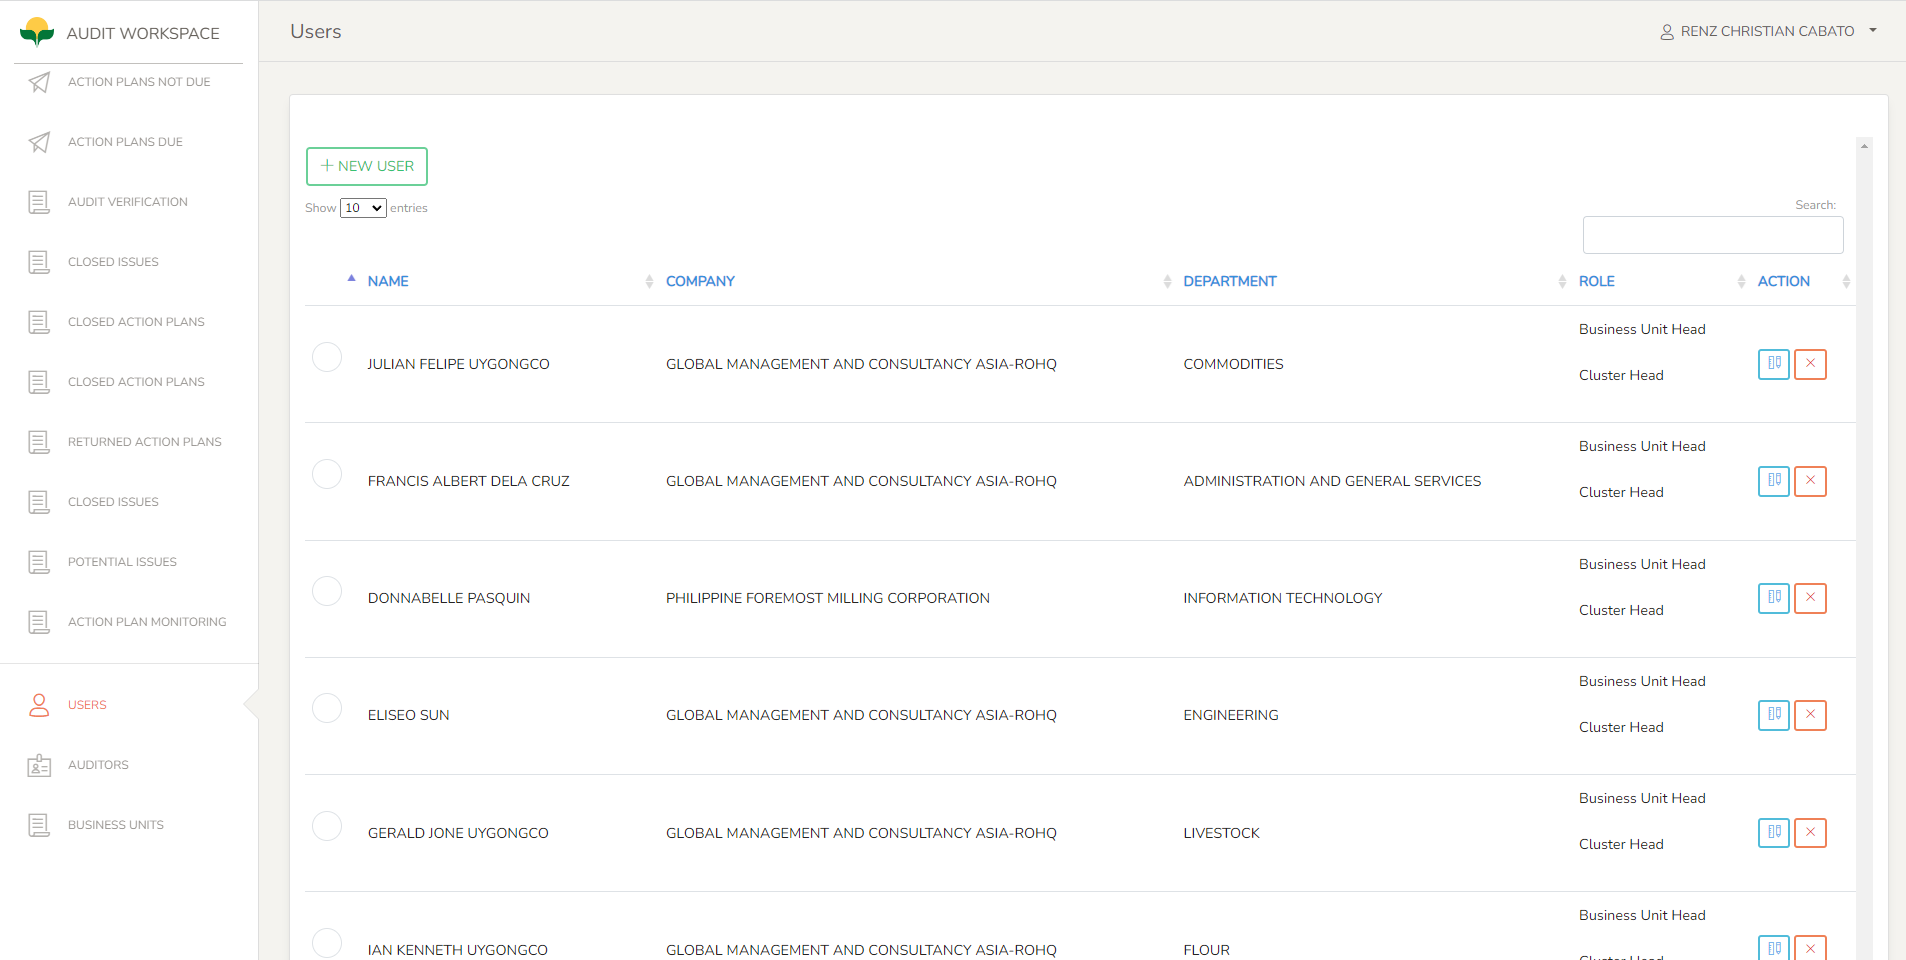 AUDIT WORKSPACE
ACTION PLANS NOT DUE
ACTION PLANS DUE
AUDIT VERIFICATION
CLOSED ISSUES
CLOSED ACTION PLANS
CLOSED ACTION PLANS
RETURNED ACTION PLANS
CLOSED ISSUES
POTENTIAL ISSUES
ACTION PLAN MONITORING
USERS
AUDITORS
BUSINESS UNITS
Users
RENZ CHRISTIAN CABATO
NEW USER
Show 10 entries
Search:
NAME COMPANY DEPARTMENT ROLE ACTION
Business Unit Head
JULIAN FELIPE UYGONGCO GLOBAL MANAGEMENT AND CONSULTANCY ASIA-ROHQ COMMODITIES
Cluster Head
Business Unit Head
FRANCIS ALBERT DELA CRUZ GLOBAL MANAGEMENT AND CONSULTANCY ASIA-ROHQ ADMINISTRATION AND GENERAL SERVICES
Cluster Head
Business Unit Head
DONNABELLE PASQUIN PHILIPPINE FOREMOST MILLING CORPORATION INFORMATION TECHNOLOGY
Cluster Head
Business Unit Head
ELISEO SUN GLOBAL MANAGEMENT AND CONSULTANCY ASIA-ROHQ ENGINEERING
Cluster Head
Business Unit Head
GERALD JONE UYGONGCO GLOBAL MANAGEMENT AND CONSULTANCY ASIA-ROHQ LIVESTOCK
Cluster Head
Business Unit Head
IAN KENNETH UYGONGCO GLOBAL MANAGEMENT AND CONSULTANCY ASIA-ROHQ FLOUR
Cluster Head